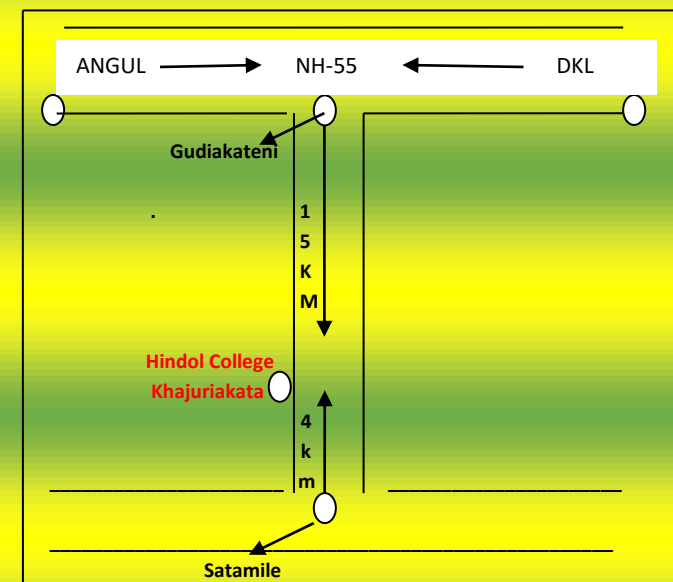 ANGUL NH-55 DKL
Gudiakateni
1
5
K
M
Hindol College
Khajuriakata
4
k
m
Satamile